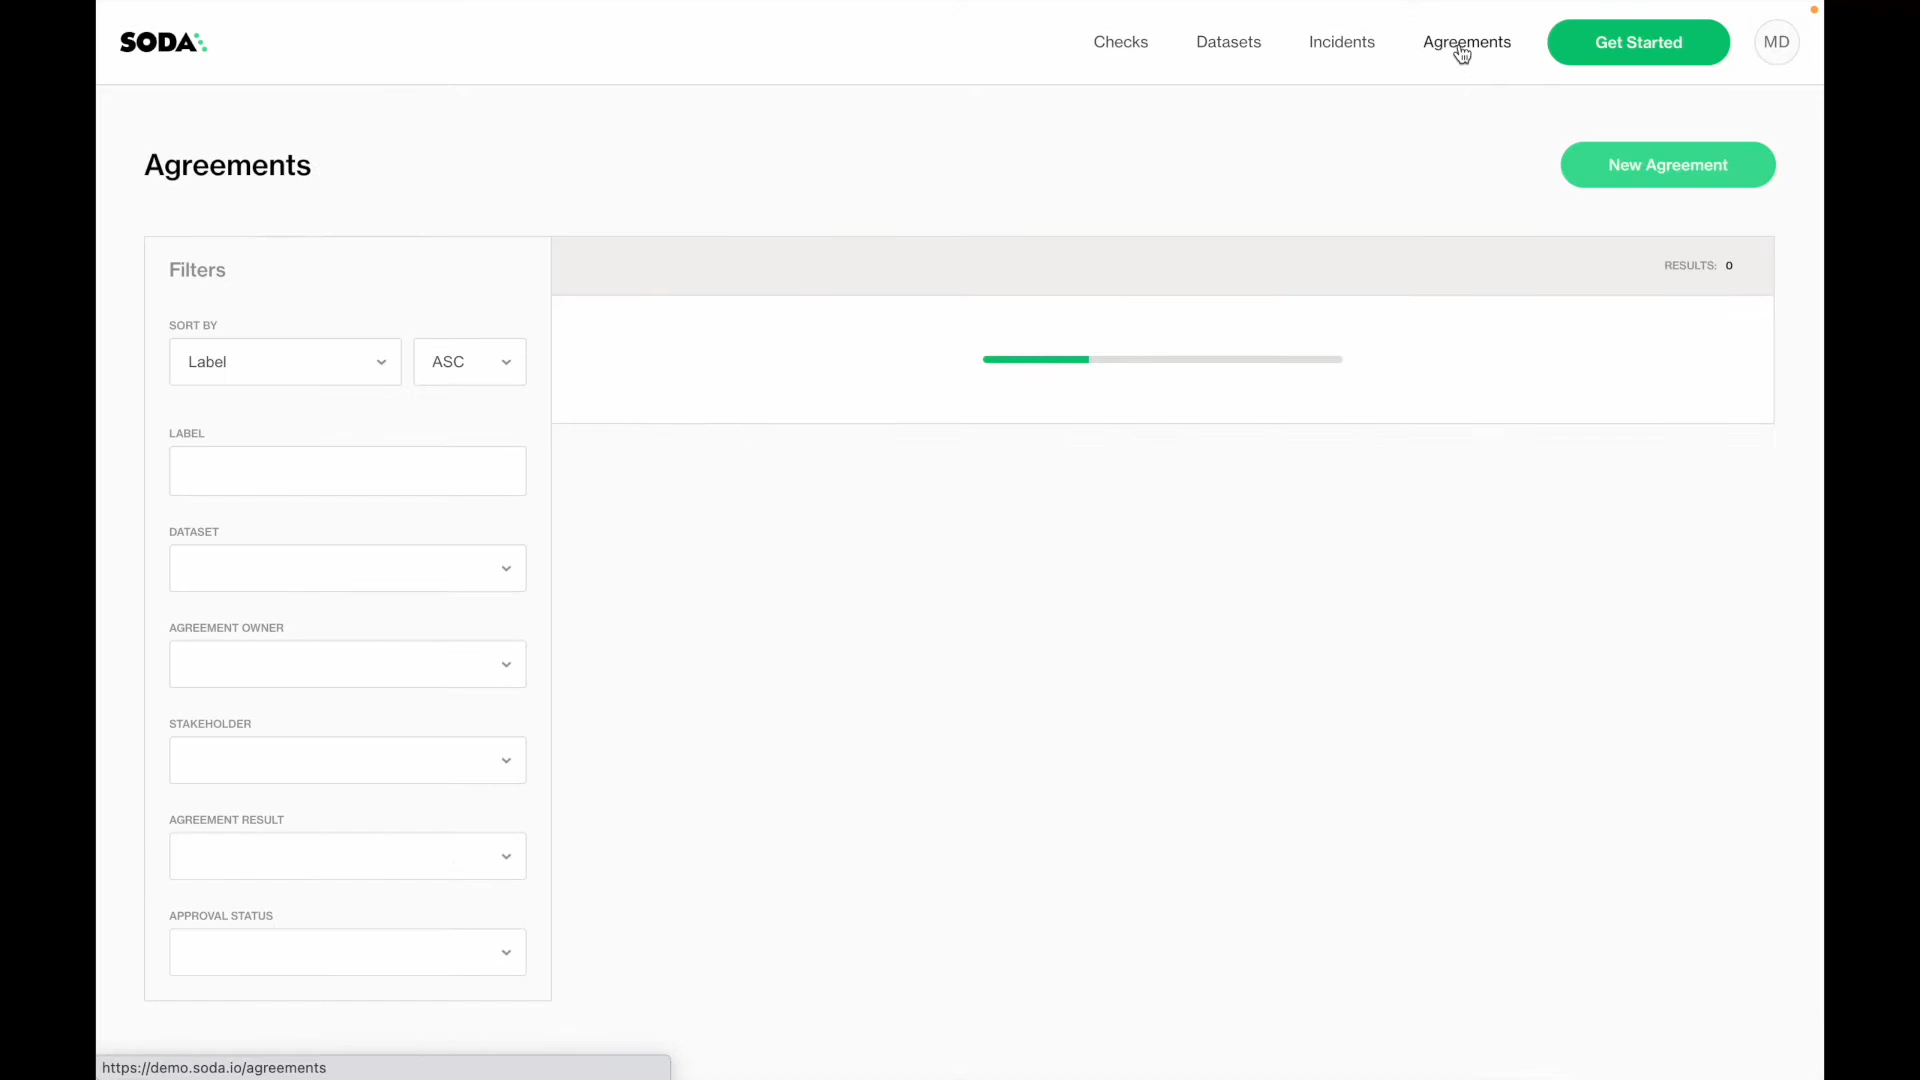 SODA
Checks Datasets Incidents Agreements Get Started MD
Agreements
New Agreement
Filters
RESULTS: 0
SORT BY
Label ASC
LABEL
DATASET
AGREEMENT OWNER
STAKEHOLDER
AGREEMENT RESULT
APPROVAL STATUS
https://demo.soda.io/agreements